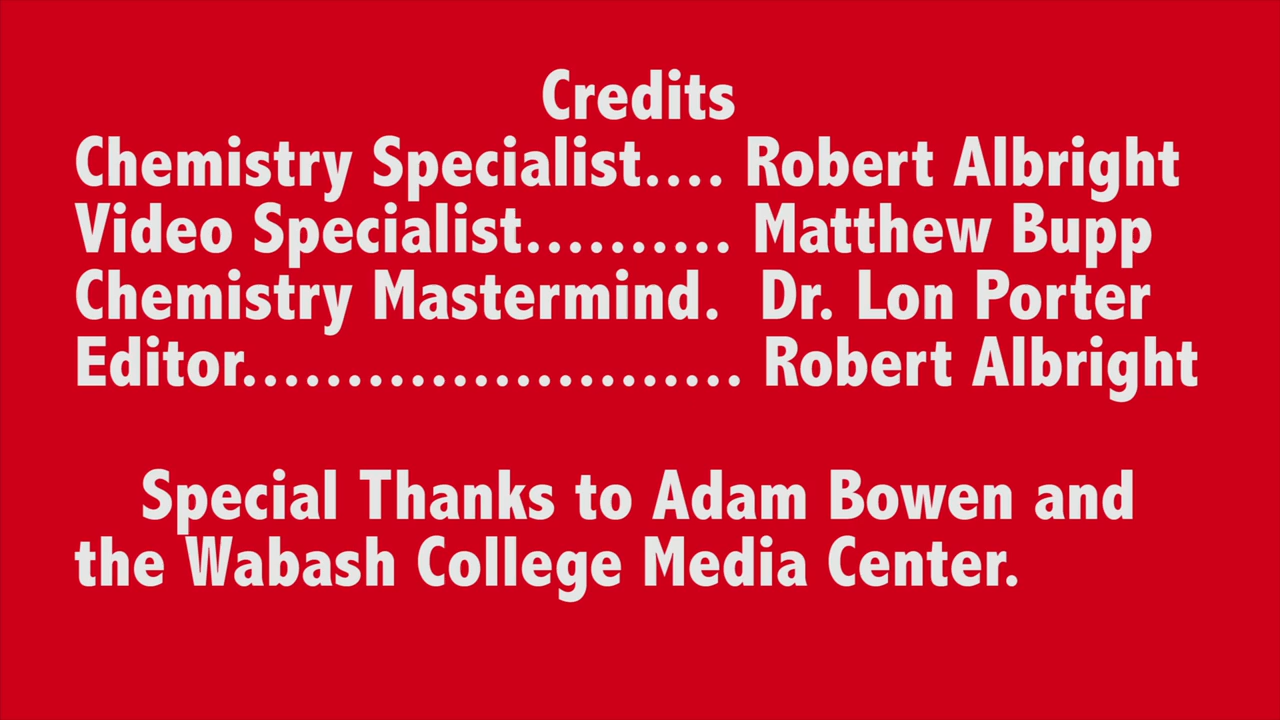 Credits
Chemistry Specialist.... Robert Albright
Video Specialist.......... Matthew Bupp
Chemistry Mastermind.  Dr. Lon Porter
Editor........................ Robert Albright
Special Thanks to Adam Bowen and
the Wabash College Media Center.